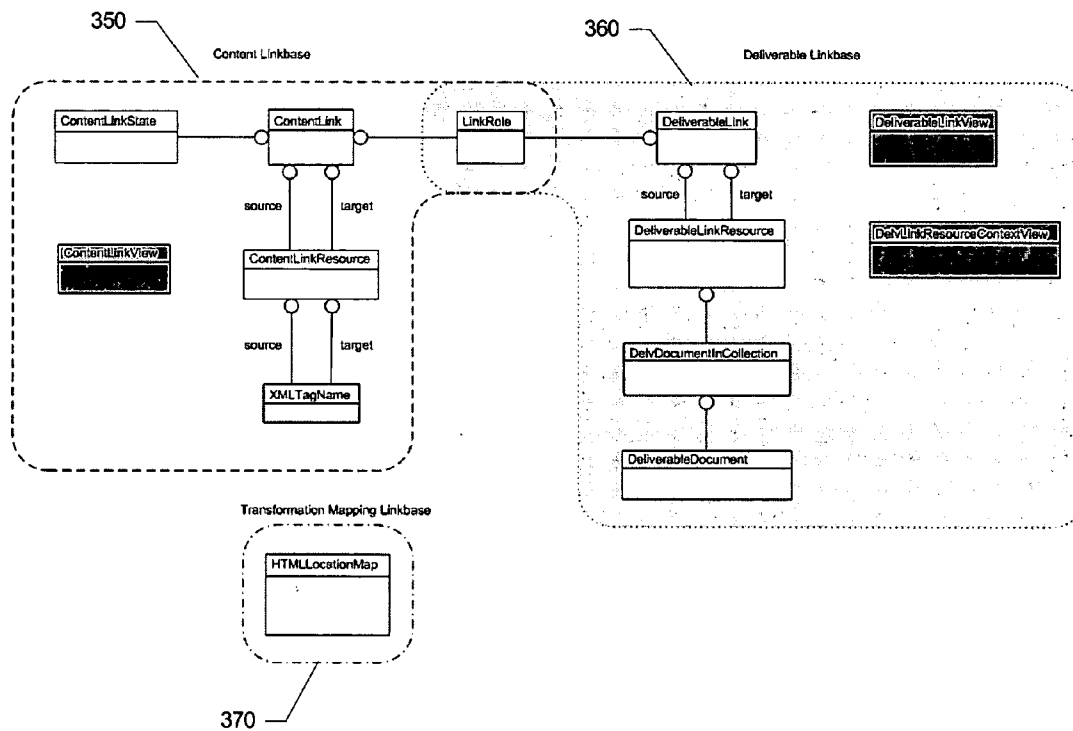 350
360
Content Linkbase
Deliverable Linkbase
ContentLinkState
ContentLink
LinkRole
DeliverableLink
[DeliverableLinkView]
source
target
source
target
[ContentLinkView]
ContentLinkResource
DeliverableLinkResource
[DelvLinkResourceContextView]
source
target
DelvDocumentInCollection
XMLTagName
DeliverableDocument
Transformation Mapping Linkbase
HTMLLocationMap
370